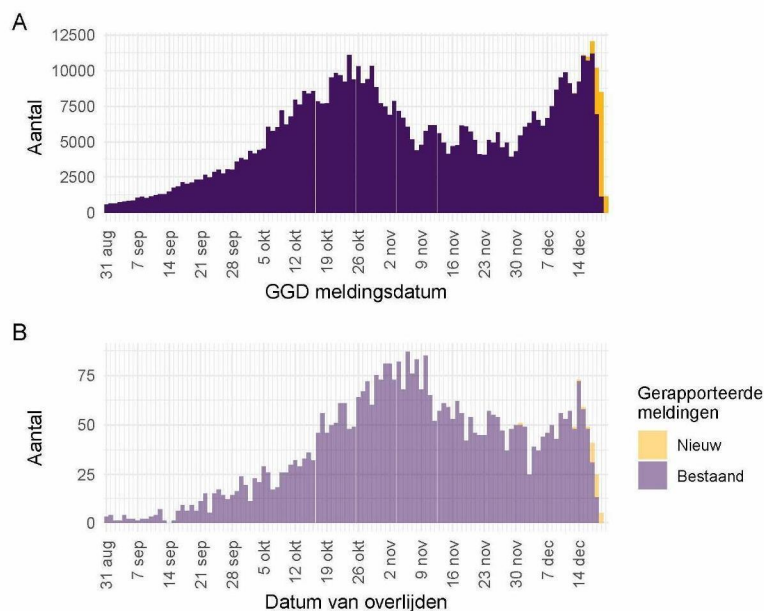 A
12500
10000
7500
5000
2500
0
Aantal
31 aug
7 sep
14 sep
21 sep
28 sep
5 okt
12 okt
19 okt
26 okt
2 nov
9 nov
16 nov
23 nov
30 nov
7 dec
14 dec
GGD meldingsdatum
B
75
50
25
0
Aantal
31 aug
7 sep
14 sep
21 sep
28 sep
5 okt
12 okt
19 okt
26 okt
2 nov
9 nov
16 nov
23 nov
30 nov
7 dec
14 dec
Datum van overlijden
Gerapporteerde
meldingen
Nieuw
Bestaand